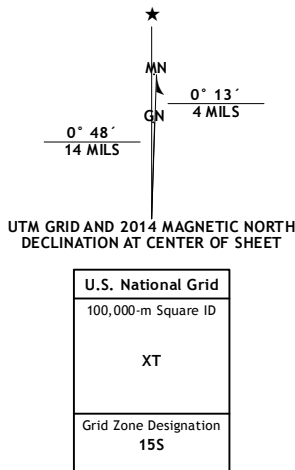 MN
0° 13´
4 MILS
GN
0° 48´
14 MILS
UTM GRID AND 2014 MAGNETIC NORTH
DECLINATION AT CENTER OF SHEET
U.S. National Grid
100,000-m Square ID
XT
Grid Zone Designation
15S